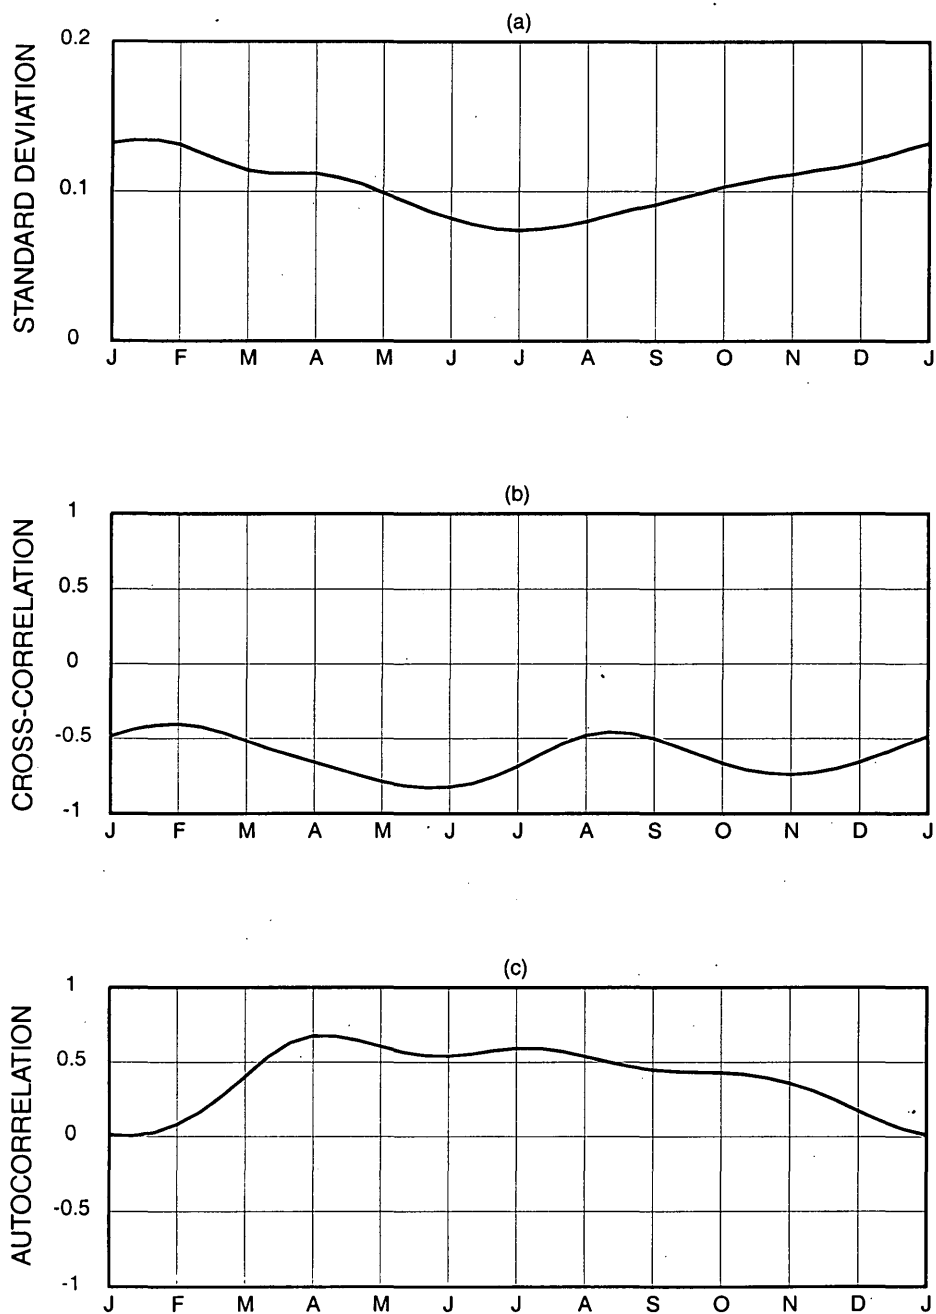 (a)
STANDARD DEVIATION
0.2
0.1
0
J F M A M J J A S O N D J
(b)
CROSS-CORRELATION
1
0.5
0
-0.5
-1
J F M A M J J A S O N D J
(c)
AUTOCORRELATION
1
0.5
0
-0.5
-1
J F M A M J J A S O N D J